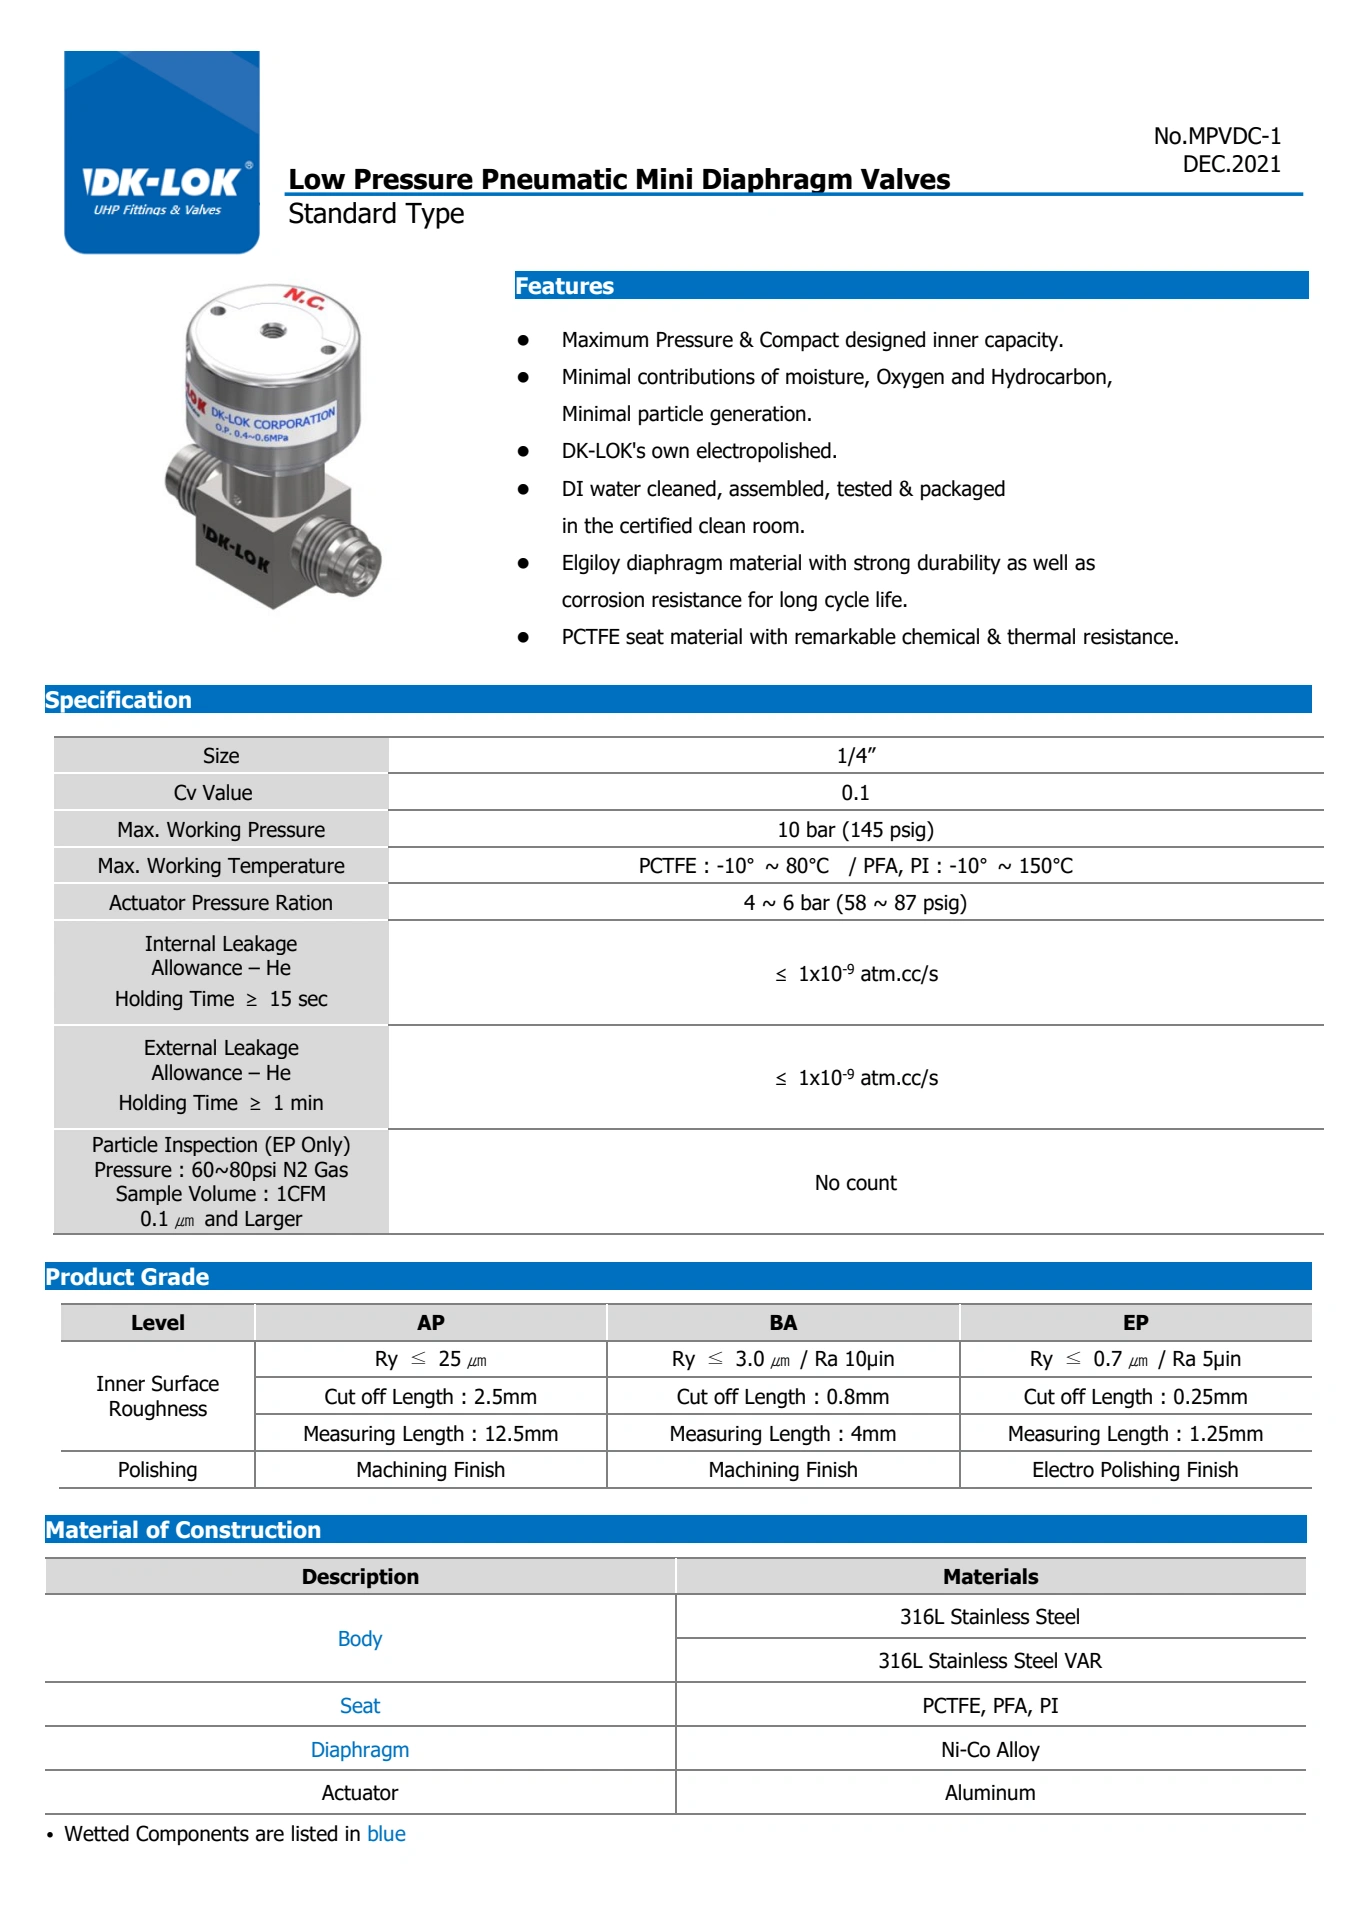 DK-LOK®
UHP Fittings & Valves
No.MPVDC-1
DEC.2021
Low Pressure Pneumatic Mini Diaphragm Valves
Standard Type
N.C.
DK-LOK CORPORATION
O.P. 0.4~0.6MPa
DK-LOK
Features
● Maximum Pressure & Compact designed inner capacity.
● Minimal contributions of moisture, Oxygen and Hydrocarbon,
Minimal particle generation.
● DK-LOK's own electropolished.
● DI water cleaned, assembled, tested & packaged
in the certified clean room.
● Elgiloy diaphragm material with strong durability as well as
corrosion resistance for long cycle life.
● PCTFE seat material with remarkable chemical & thermal resistance.
Specification
Size 1/4”
Cv Value 0.1
Max. Working Pressure 10 bar (145 psig)
Max. Working Temperature PCTFE : -10° ~ 80°C / PFA, PI : -10° ~ 150°C
Actuator Pressure Ration 4 ~ 6 bar (58 ~ 87 psig)
Internal Leakage
Allowance – He
Holding Time ≥ 15 sec
≤ 1x10⁻⁹ atm.cc/s
External Leakage
Allowance – He
Holding Time ≥ 1 min
≤ 1x10⁻⁹ atm.cc/s
Particle Inspection (EP Only)
Pressure : 60~80psi N2 Gas
Sample Volume : 1CFM
0.1 ㎛ and Larger
No count
Product Grade
Level AP BA EP
Inner Surface
Roughness
Ry ≤ 25 ㎛ Ry ≤ 3.0 ㎛ / Ra 10µin Ry ≤ 0.7 ㎛ / Ra 5µin
Cut off Length : 2.5mm Cut off Length : 0.8mm Cut off Length : 0.25mm
Measuring Length : 12.5mm Measuring Length : 4mm Measuring Length : 1.25mm
Polishing Machining Finish Machining Finish Electro Polishing Finish
Material of Construction
Description Materials
Body
316L Stainless Steel
316L Stainless Steel VAR
Seat PCTFE, PFA, PI
Diaphragm Ni-Co Alloy
Actuator Aluminum
• Wetted Components are listed in blue